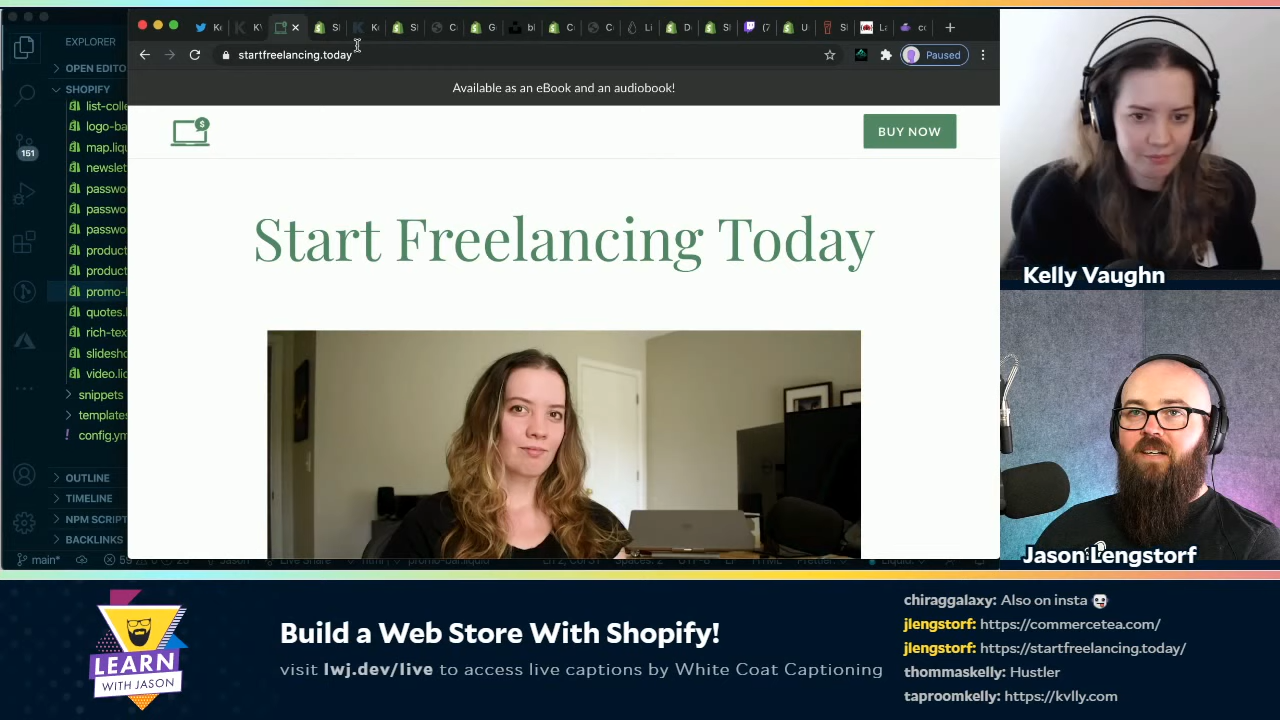 EXPLORER
OPEN EDITO
SHOPIFY
list-colle
logo-ba
map.liqui
newslet
passwo
passwo
passwo
product
product
promo-
quotes.l
rich-tex
slidesho
video.lic
snippets
templates
config.ym
OUTLINE
TIMELINE
NPM SCRIPT
BACKLINKS
151
main*
startfreelancing.today
Paused
Available as an eBook and an audiobook!
BUY NOW
Start Freelancing Today
Kelly Vaughn
Jason Lengstorf
LEARN
WITH JASON
Build a Web Store With Shopify!
visit lwj.dev/live to access live captions by White Coat Captioning
chiraggalaxy: Also on insta
jlengstorf: https://commercetea.com/
jlengstorf: https://startfreelancing.today/
thommaskelly: Hustler
taproomkelly: https://kvlly.com